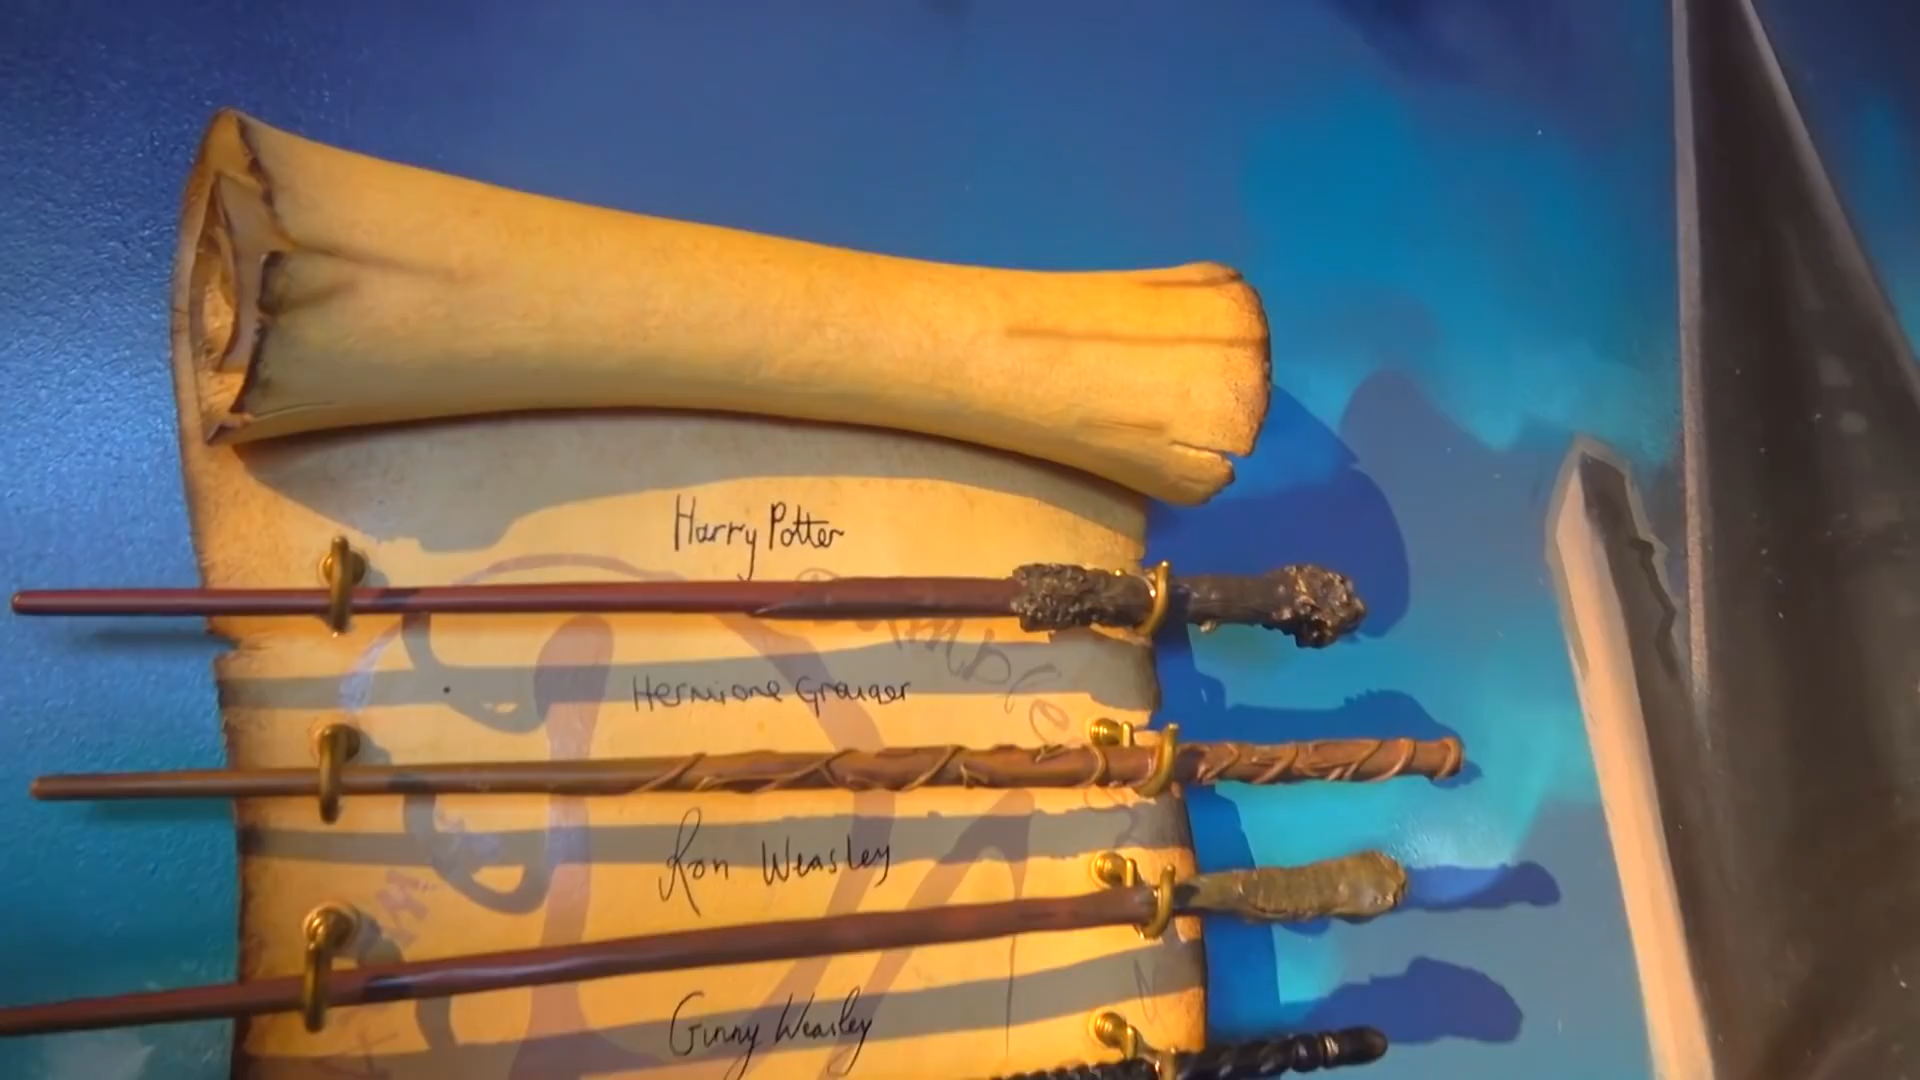 Harry Potter
Hermione Granger
Ron Weasley
Ginny Weasley